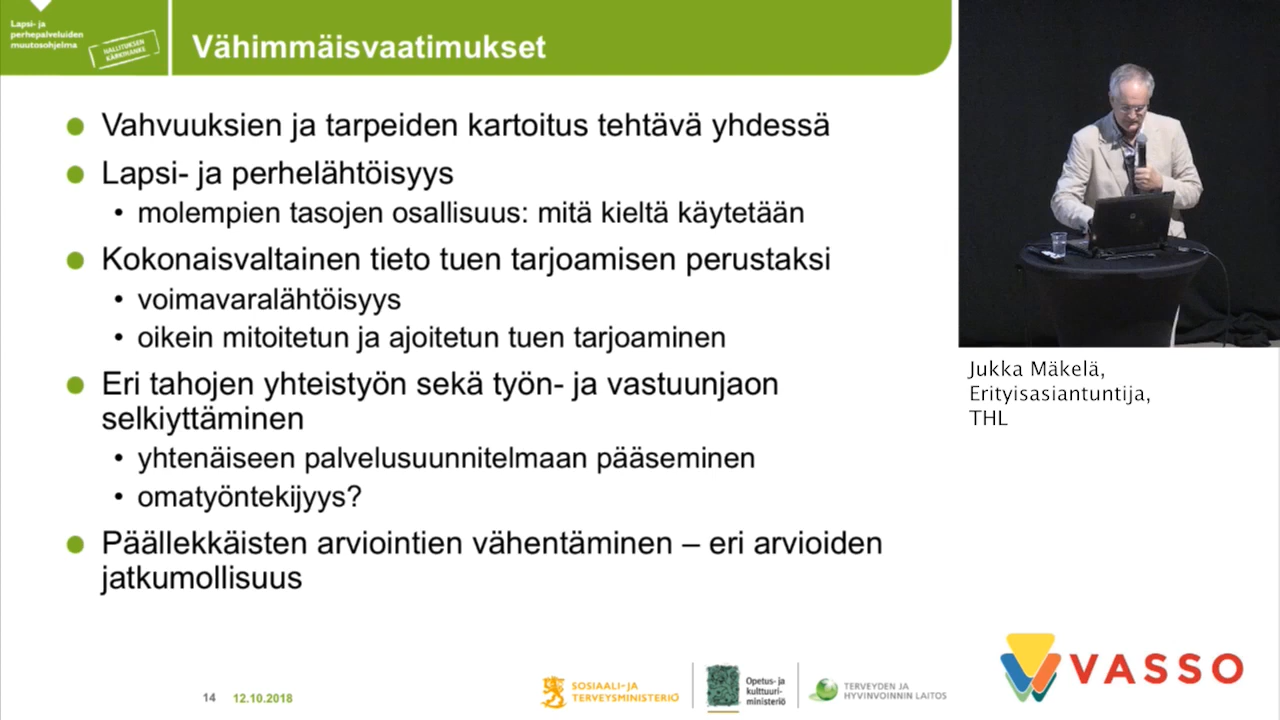 Lapsi- ja
perhepalveluiden
muutosohjelma
HALLITUKSEN
KÄRKIHANKE
Vähimmäisvaatimukset
Vahvuuksien ja tarpeiden kartoitus tehtävä yhdessä
Lapsi- ja perhelähtöisyys
molempien tasojen osallisuus: mitä kieltä käytetään
Kokonaisvaltainen tieto tuen tarjoamisen perustaksi
voimavaralähtöisyys
oikein mitoitetun ja ajoitetun tuen tarjoaminen
Eri tahojen yhteistyön sekä työn- ja vastuunjaon
selkiyttäminen
yhtenäiseen palvelusuunnitelmaan pääseminen
omatyöntekijyys?
Päällekkäisten arviointien vähentäminen – eri arvioiden
jatkumollisuus
Jukka Mäkelä,
Erityisasiantuntija,
THL
14 12.10.2018
SOSIAALI- JA
TERVEYSMINISTERIÖ
Opetus- ja
kulttuuri-
ministeriö
TERVEYDEN JA
HYVINVOINNIN LAITOS
VASSO